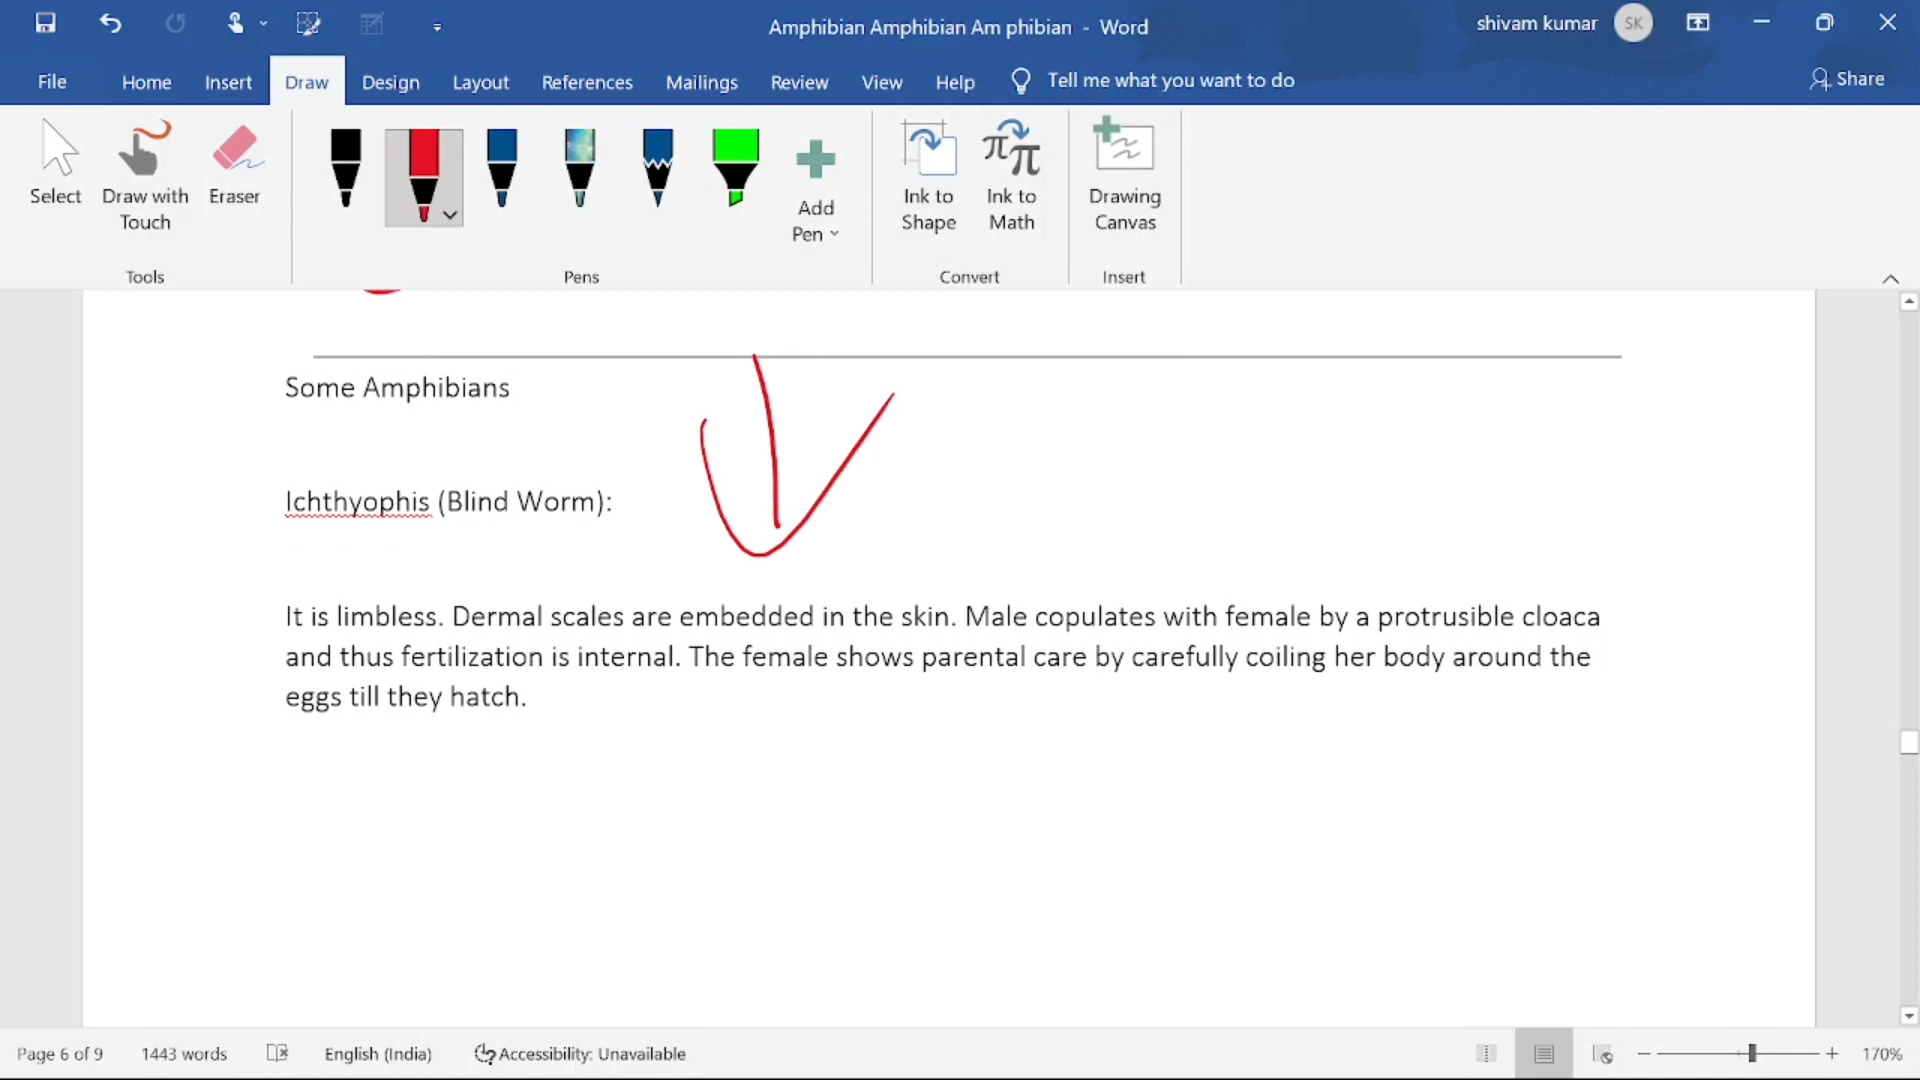 Amphibian Amphibian Am phibian - Word
shivam kumar SK
File Home Insert Draw Design Layout References Mailings Review View Help Tell me what you want to do Share
Select
Draw with Touch
Eraser
Add Pen
Ink to Shape
Ink to Math
Drawing Canvas
Tools Pens Convert Insert
Some Amphibians
Ichthyophis (Blind Worm):
It is limbless. Dermal scales are embedded in the skin. Male copulates with female by a protrusible cloaca
and thus fertilization is internal. The female shows parental care by carefully coiling her body around the
eggs till they hatch.
Page 6 of 9 1443 words English (India) Accessibility: Unavailable 170%